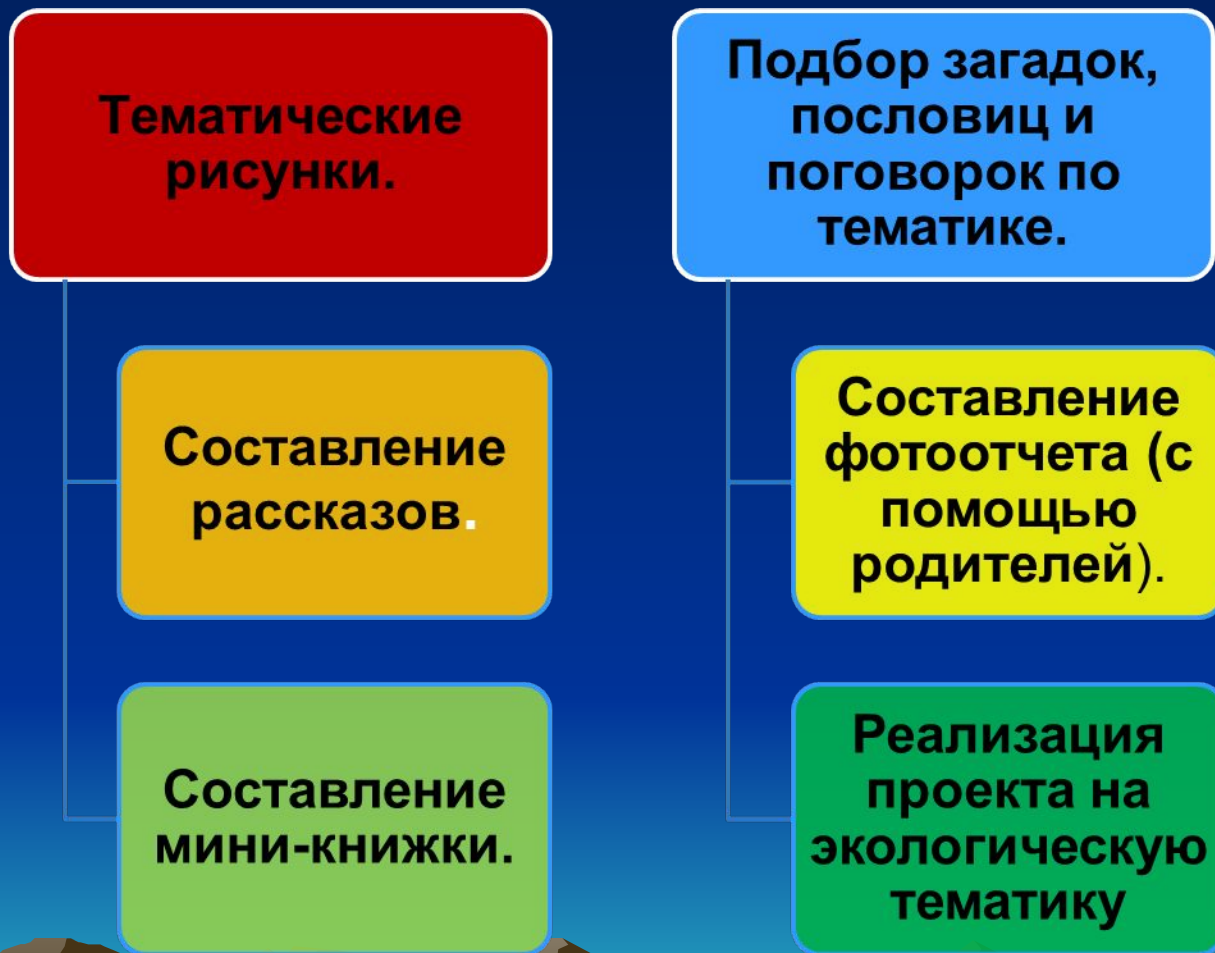 Тематические
рисунки.
Составление
рассказов.
Составление
мини-книжки.
Подбор загадок,
пословиц и
поговорок по
тематике.
Составление
фотоотчета (с
помощью
родителей).
Реализация
проекта на
экологическую
тематику